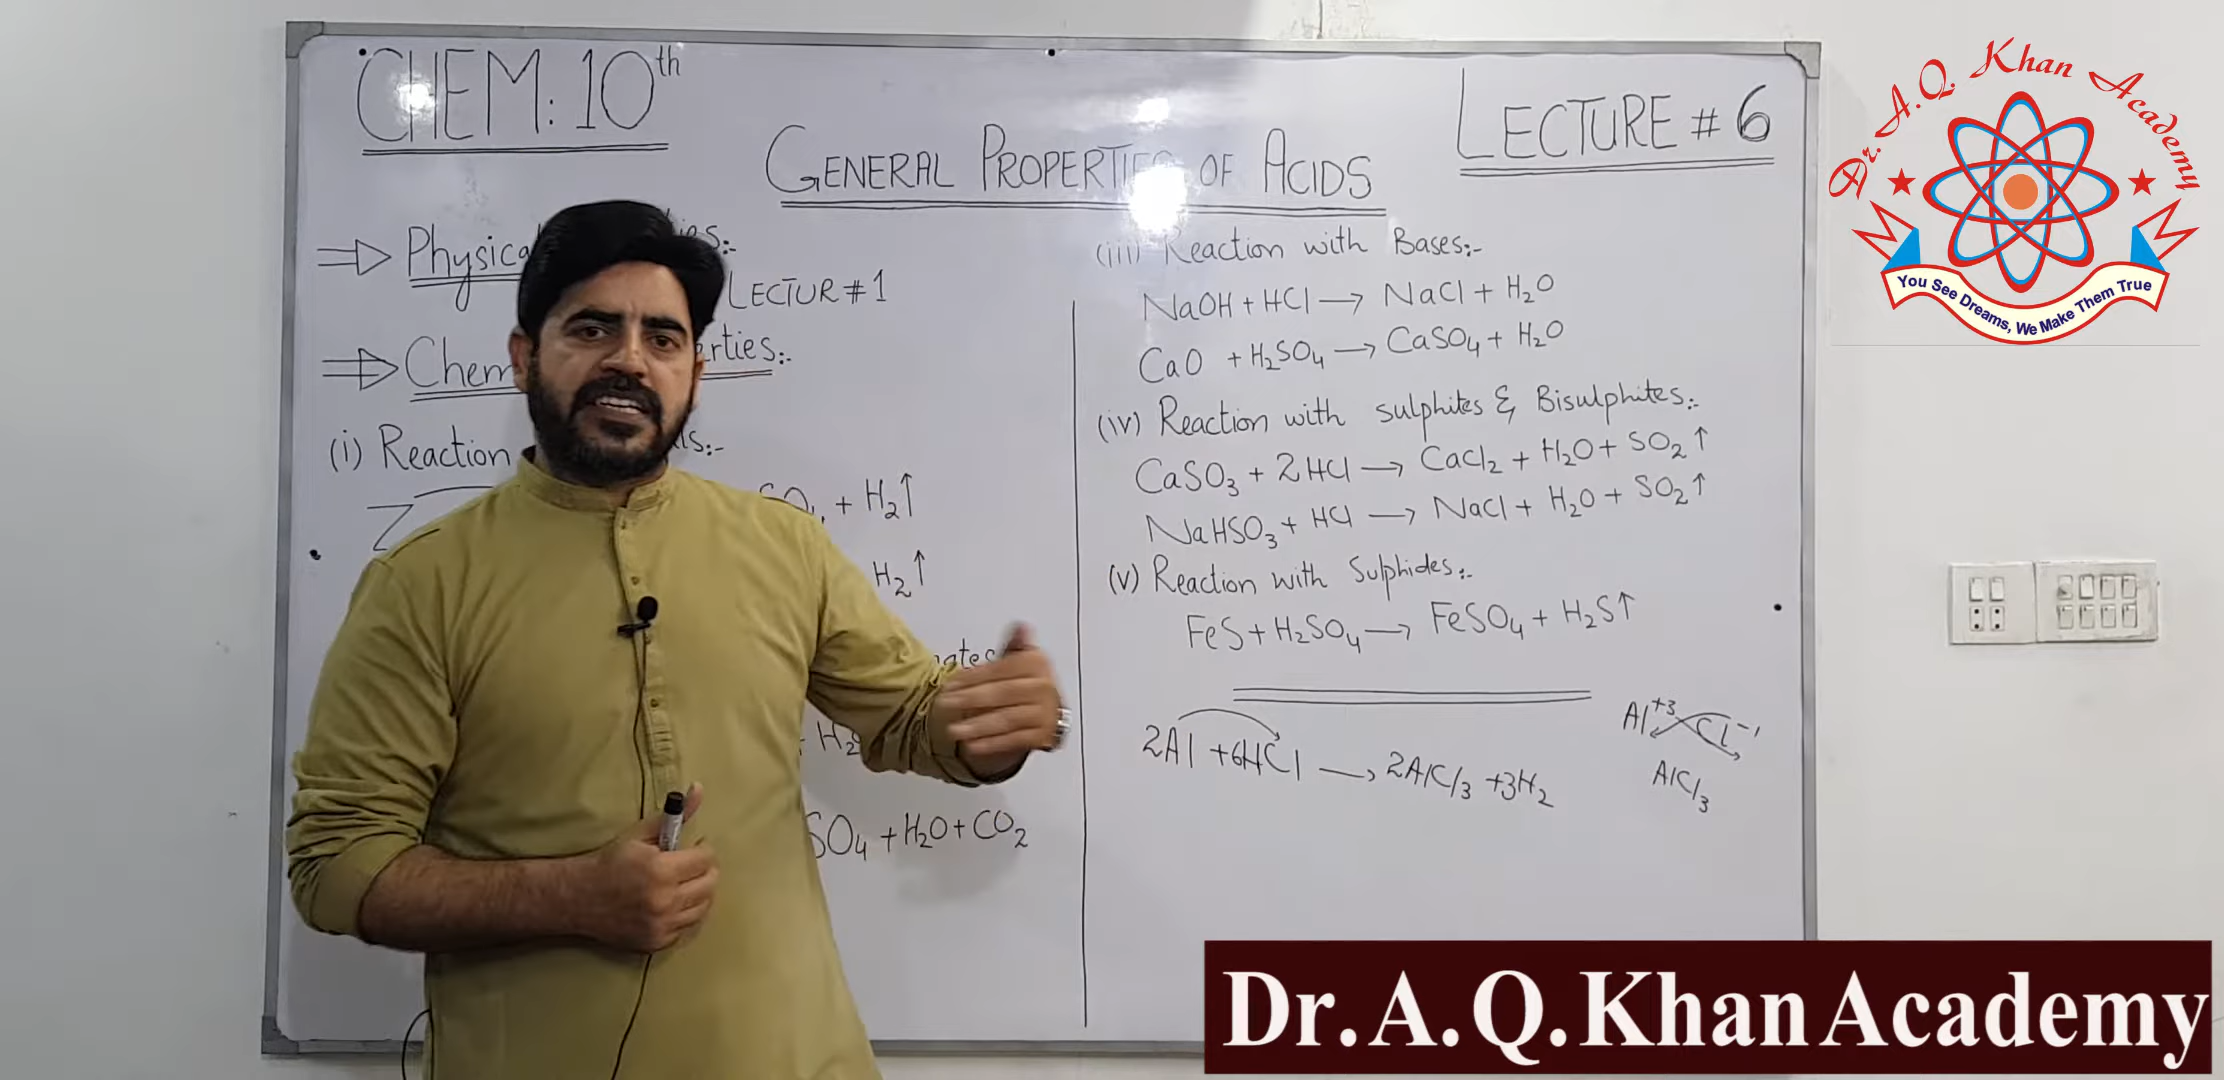 CHEM: 10th
LECTURE # 6
GENERAL PROPERTIES OF ACIDS
⇒ Physical
LECTUR # 1
⇒ Chem rties:-
(i) Reaction ls:-
+ H₂↑
H₂↑
SO₄ + H₂O + CO₂
(iii) Reaction with Bases:-
NaOH + HCl → NaCl + H₂O
CaO + H₂SO₄ → CaSO₄ + H₂O
(iv) Reaction with sulphites & Bisulphites:-
CaSO₃ + 2HCl → CaCl₂ + H₂O + SO₂↑
NaHSO₃ + HCl → NaCl + H₂O + SO₂↑
(v) Reaction with Sulphides:-
FeS + H₂SO₄ → FeSO₄ + H₂S↑
2Al + 6HCl → 2AlCl₃ + 3H₂
Al⁺³ Cl⁻¹
AlCl₃
Dr. A.Q. Khan Academy
You See Dreams, We Make Them True
Dr. A. Q. Khan Academy